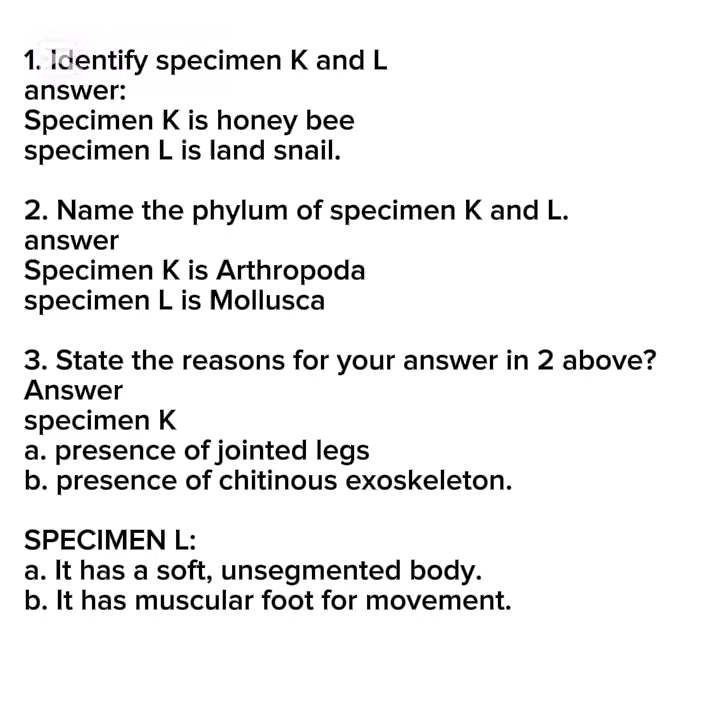 1. Identify specimen K and L
answer:
Specimen K is honey bee
specimen L is land snail.
2. Name the phylum of specimen K and L.
answer
Specimen K is Arthropoda
specimen L is Mollusca
3. State the reasons for your answer in 2 above?
Answer
specimen K
a. presence of jointed legs
b. presence of chitinous exoskeleton.
SPECIMEN L:
a. It has a soft, unsegmented body.
b. It has muscular foot for movement.